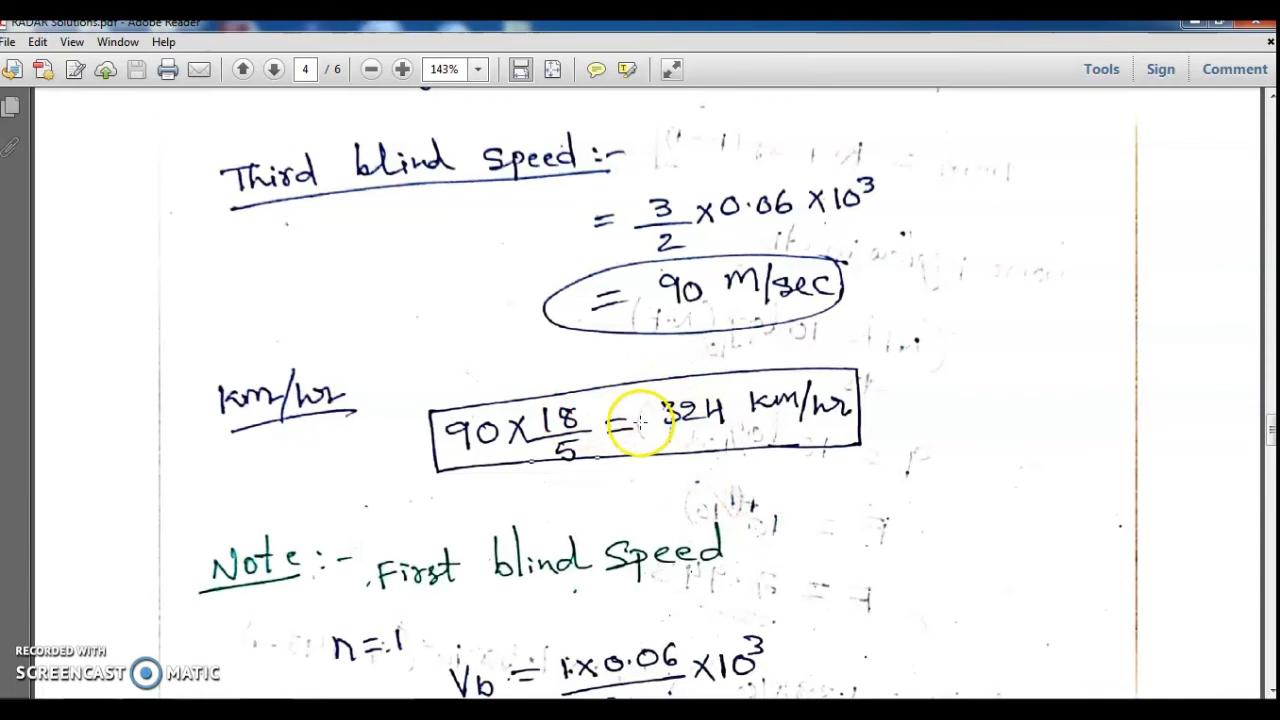 RADAR Solutions.pdf - Adobe Reader
File Edit View Window Help
4 / 6 143% Tools Sign Comment
Third blind speed :-
= 3/2 × 0.06 × 10³
= 90 m/sec
km/hr
90 × 18/5 = 324 km/hr
Note :- First blind speed
n = 1
Vb = 1 × 0.06 × 10³
RECORDED WITH
SCREENCAST MATIC